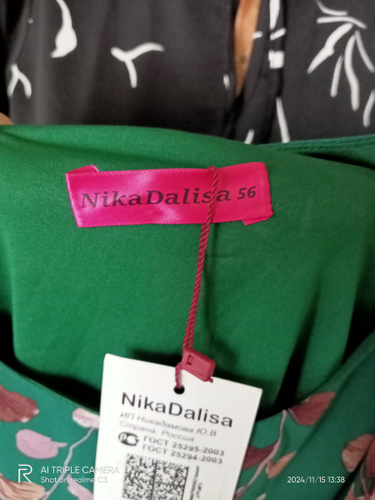 NikaDalisa 56
NikaDalisa
ИП Никадамова Ю.В
Страна: Россия
ГОСТ 25295-2003
ГОСТ 25294-2003
AI TRIPLE CAMERA
Shot on realme C3
2024/11/15 13:38